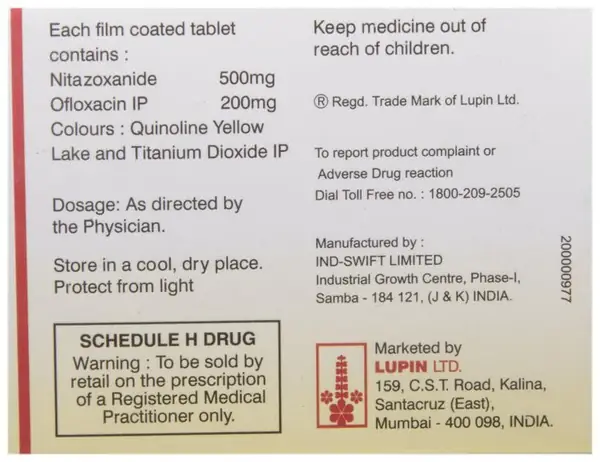 Each film coated tablet
contains :
Nitazoxanide 500mg
Ofloxacin IP 200mg
Colours : Quinoline Yellow
Lake and Titanium Dioxide IP
Dosage: As directed by
the Physician.
Store in a cool, dry place.
Protect from light
SCHEDULE H DRUG
Warning : To be sold by
retail on the prescription
of a Registered Medical
Practitioner only.
Keep medicine out of
reach of children.
® Regd. Trade Mark of Lupin Ltd.
To report product complaint or
Adverse Drug reaction
Dial Toll Free no. : 1800-209-2505
Manufactured by :
IND-SWIFT LIMITED
Industrial Growth Centre, Phase-I,
Samba - 184 121, (J & K) INDIA.
200000977
Marketed by
LUPIN LTD.
159, C.S.T. Road, Kalina,
Santacruz (East),
Mumbai - 400 098, INDIA.